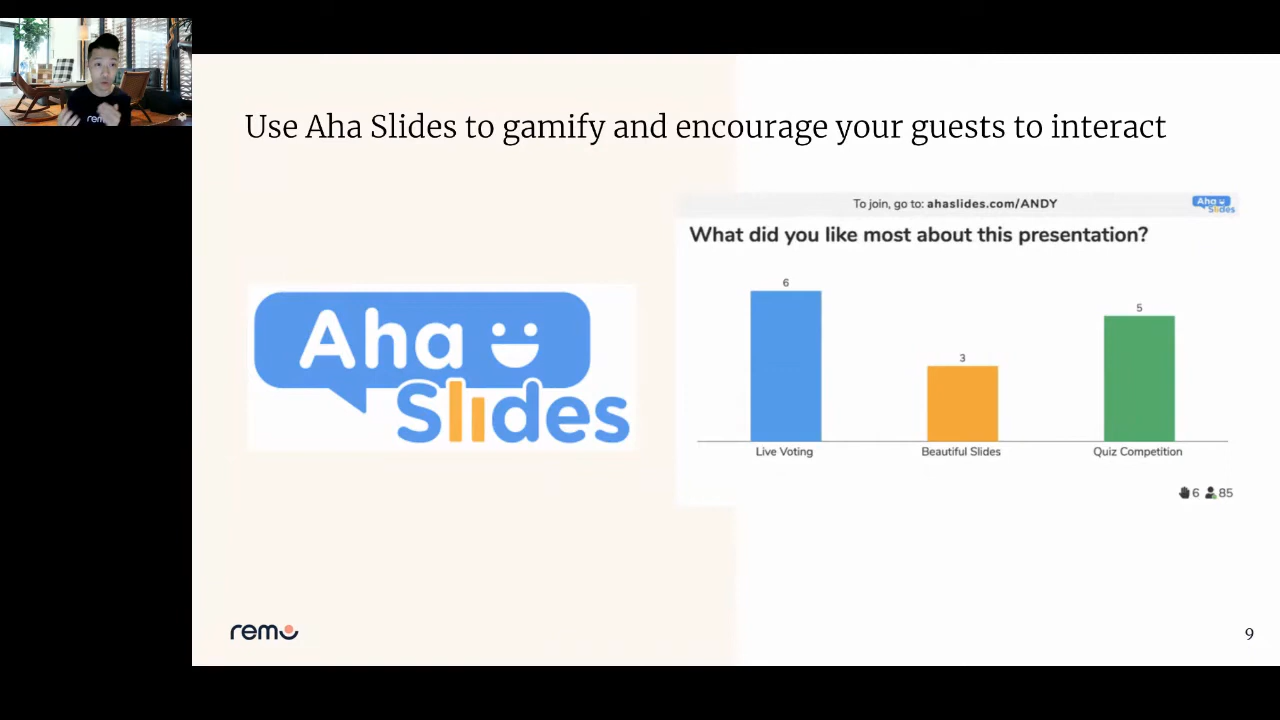 Use Aha Slides to gamify and encourage your guests to interact
To join, go to: ahaslides.com/ANDY
Aha
Slides
What did you like most about this presentation?
6
3
5
Live Voting
Beautiful Slides
Quiz Competition
6 85
Aha
Slides
remo
9